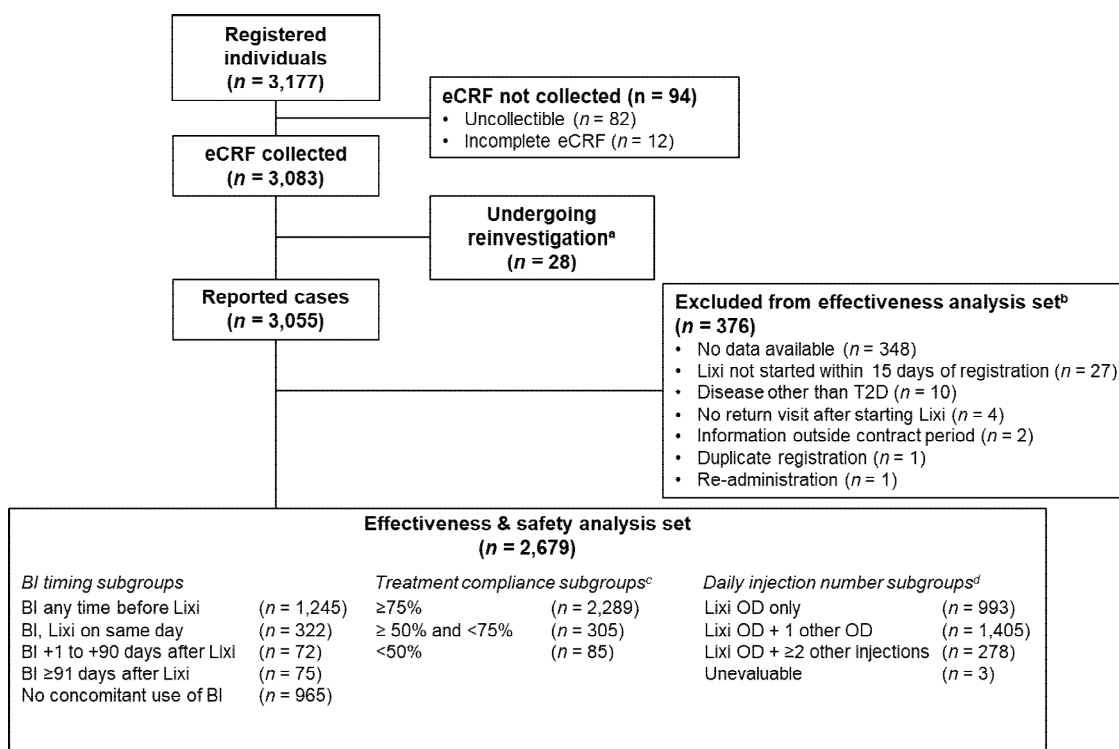 Registered
individuals
(n = 3,177)
eCRF not collected (n = 94)
• Uncollectible (n = 82)
• Incomplete eCRF (n = 12)
eCRF collected
(n = 3,083)
Undergoing
reinvestigationᵃ
(n = 28)
Reported cases
(n = 3,055)
Excluded from effectiveness analysis setᵇ
(n = 376)
• No data available (n = 348)
• Lixi not started within 15 days of registration (n = 27)
• Disease other than T2D (n = 10)
• No return visit after starting Lixi (n = 4)
• Information outside contract period (n = 2)
• Duplicate registration (n = 1)
• Re-administration (n = 1)
Effectiveness & safety analysis set
(n = 2,679)
BI timing subgroups
BI any time before Lixi (n = 1,245)
BI, Lixi on same day (n = 322)
BI +1 to +90 days after Lixi (n = 72)
BI ≥91 days after Lixi (n = 75)
No concomitant use of BI (n = 965)
Treatment compliance subgroupsᶜ
≥75% (n = 2,289)
≥ 50% and <75% (n = 305)
<50% (n = 85)
Daily injection number subgroupsᵈ
Lixi OD only (n = 993)
Lixi OD + 1 other OD (n = 1,405)
Lixi OD + ≥2 other injections (n = 278)
Unevaluable (n = 3)